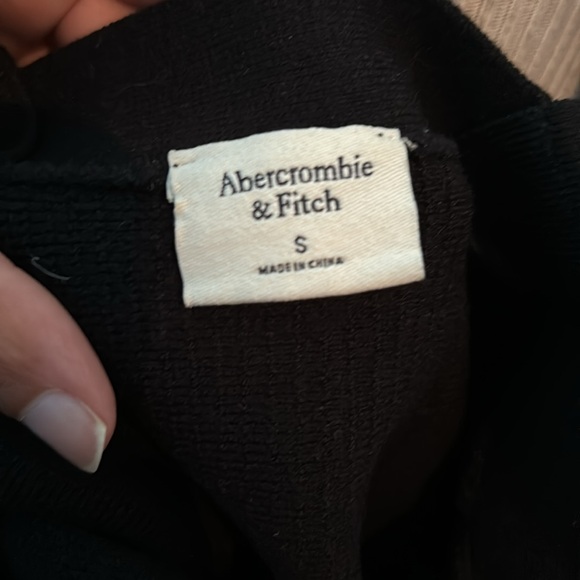 Abercrombie
& Fitch
S
MADE IN CHINA